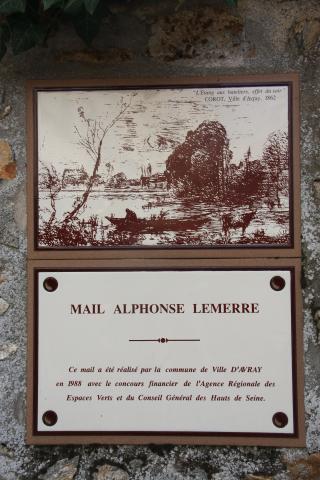 "L'Etang aux bateliers, effet du soir"
COROT, Ville d'Avray, 1862
MAIL ALPHONSE LEMERRE
Ce mail a été réalisé par la commune de Ville D'AVRAY
en 1988 avec le concours financier de l'Agence Régionale des
Espaces Verts et du Conseil Général des Hauts de Seine.